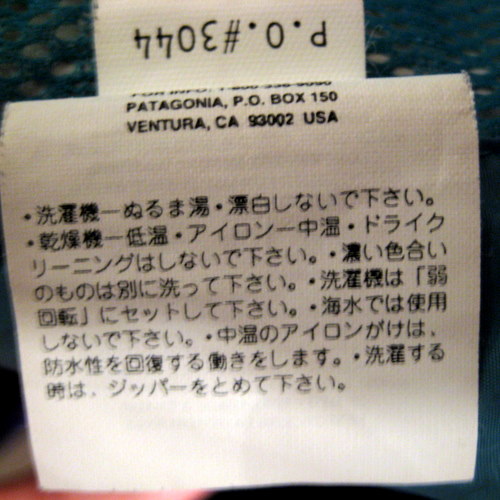 P.O.#3044
PATAGONIA, P.O. BOX 150
VENTURA, CA 93002 USA
・洗濯機—ぬるま湯・漂白しないで下さい。
・乾燥機—低温・アイロン—中温・ドライク
リーニングはしないで下さい。・濃い色合い
のものは別に洗って下さい。・洗濯機は「弱
回転」にセットして下さい。・海水では使用
しないで下さい。・中温のアイロンがけは、
防水性を回復する働きをします。・洗濯する
時は、ジッパーをとめて下さい。